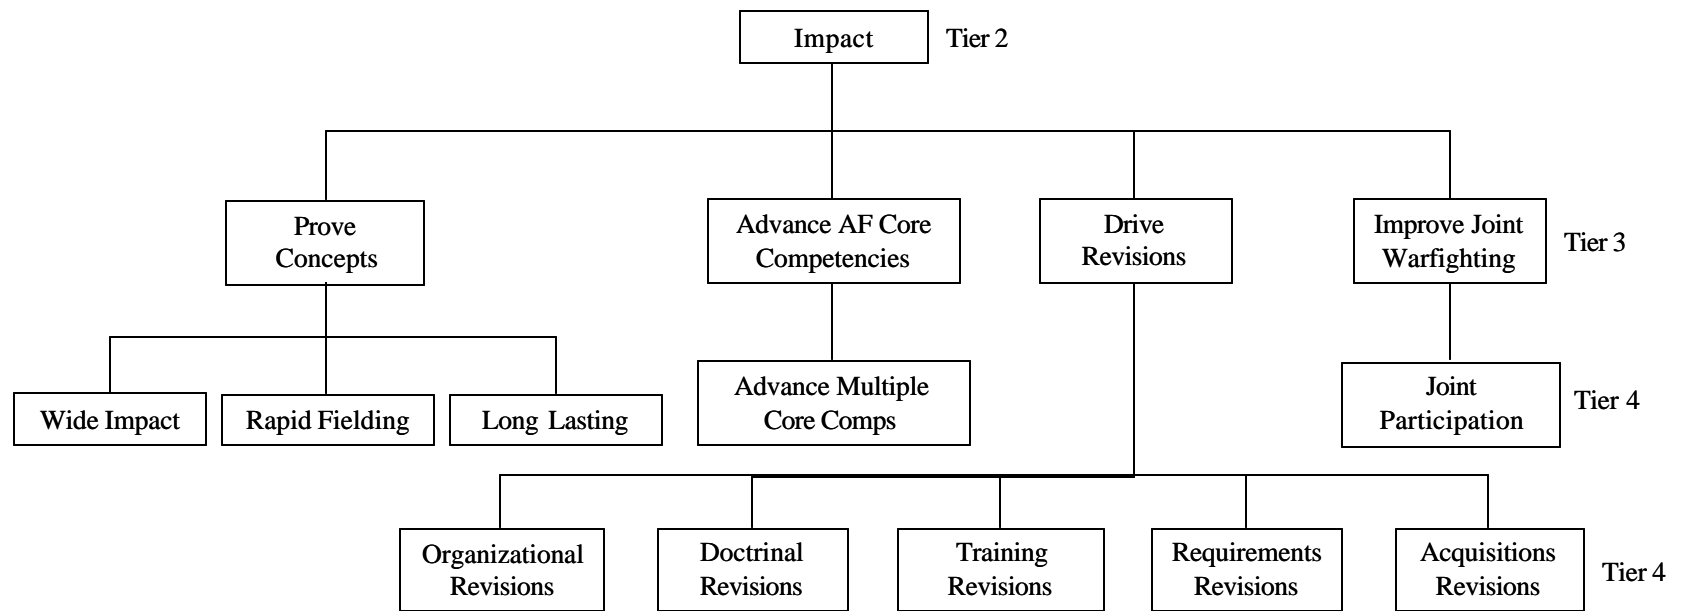 Impact Tier 2
Prove
Concepts
Advance AF Core
Competencies
Drive
Revisions
Improve Joint
Warfighting
Tier 3
Wide Impact
Rapid Fielding
Long Lasting
Advance Multiple
Core Comps
Joint
Participation
Tier 4
Organizational
Revisions
Doctrinal
Revisions
Training
Revisions
Requirements
Revisions
Acquisitions
Revisions
Tier 4